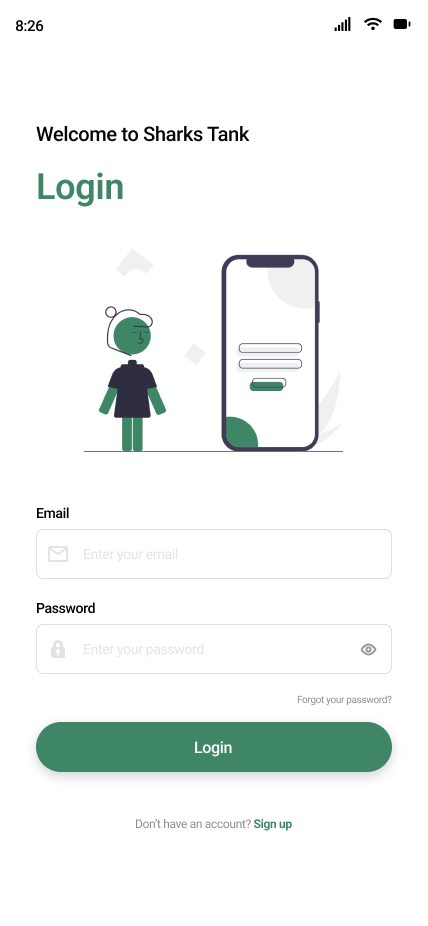 8:26
Welcome to Sharks Tank
Login
Email
Enter your email
Password
Enter your password
Forgot your password?
Login
Don't have an account? Sign up